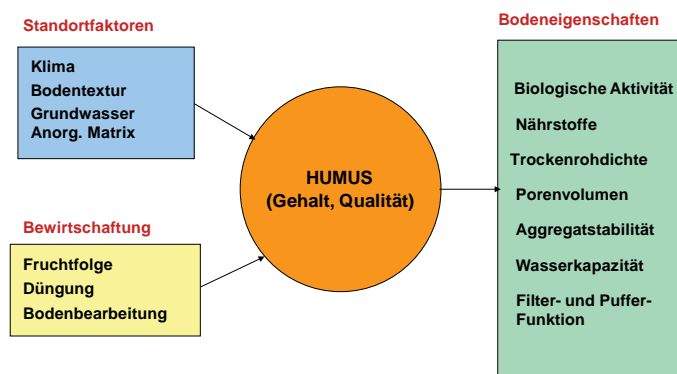 Standortfaktoren
Klima
Bodentextur
Grundwasser
Anorg. Matrix
Bewirtschaftung
Fruchtfolge
Düngung
Bodenbearbeitung
HUMUS
(Gehalt, Qualität)
Bodeneigenschaften
Biologische Aktivität
Nährstoffe
Trockenrohdichte
Porenvolumen
Aggregatstabilität
Wasserkapazität
Filter- und Puffer-
Funktion